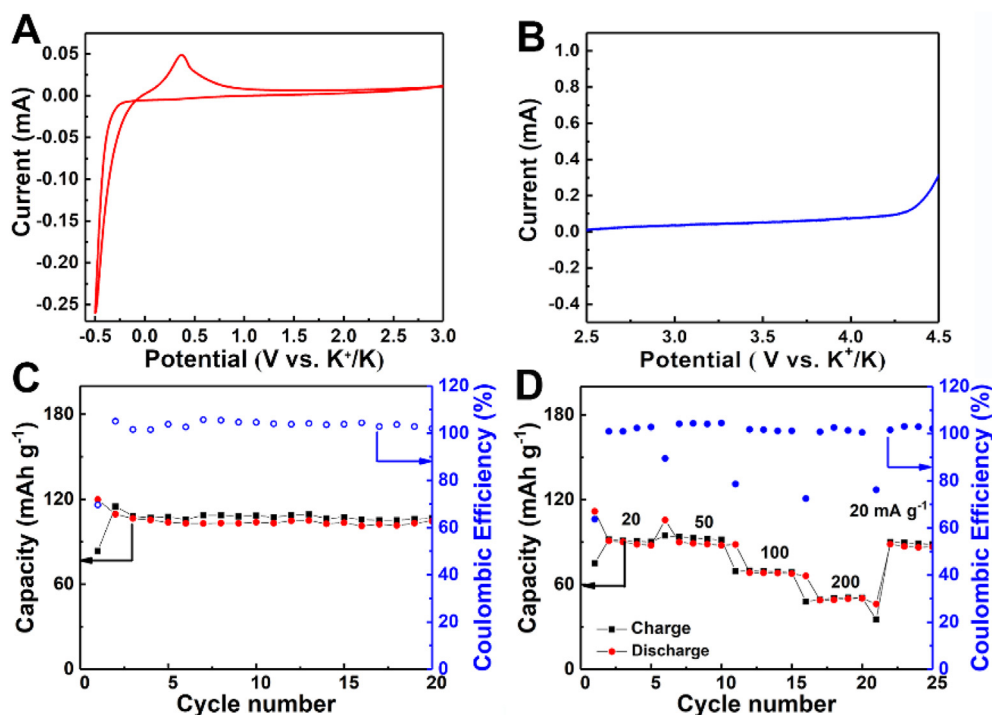 A
0.05
0.00
-0.05
-0.10
-0.15
-0.20
-0.25
Current (mA)
-0.5 0.0 0.5 1.0 1.5 2.0 2.5 3.0
Potential (V vs. K⁺/K)
B
1.0
0.8
0.6
0.4
0.2
0.0
-0.2
-0.4
Current (mA)
2.5 3.0 3.5 4.0 4.5
Potential ( V vs. K⁺/K)
C
180
120
60
0
Capacity (mAh g⁻¹)
120
100
80
60
40
20
0
Coulombic Efficiency (%)
0 5 10 15 20
Cycle number
D
180
120
60
0
Capacity (mAh g⁻¹)
20
50
100
200
20 mA g⁻¹
Charge
Discharge
120
100
80
60
40
20
0
Coulombic Efficiency (%)
0 5 10 15 20 25
Cycle number